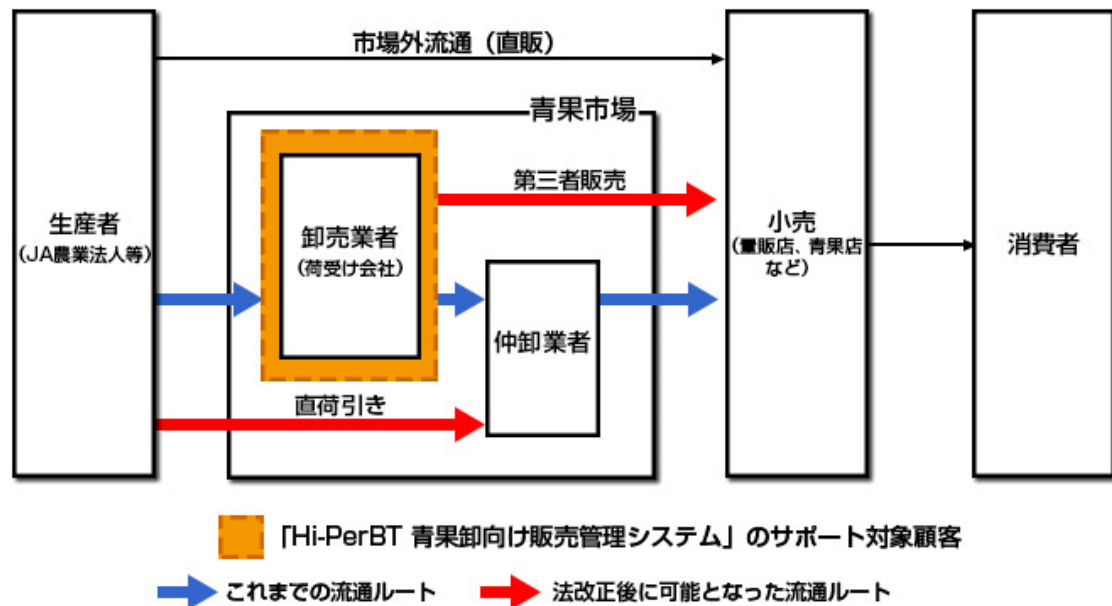 市場外流通（直販）
青果市場
第三者販売
生産者
（JA農業法人等）
卸売業者
（荷受け会社）
小売
（量販店、青果店
など）
消費者
仲卸業者
直荷引き
「Hi-PerBT 青果卸向け販売管理システム」のサポート対象顧客
これまでの流通ルート
法改正後に可能となった流通ルート